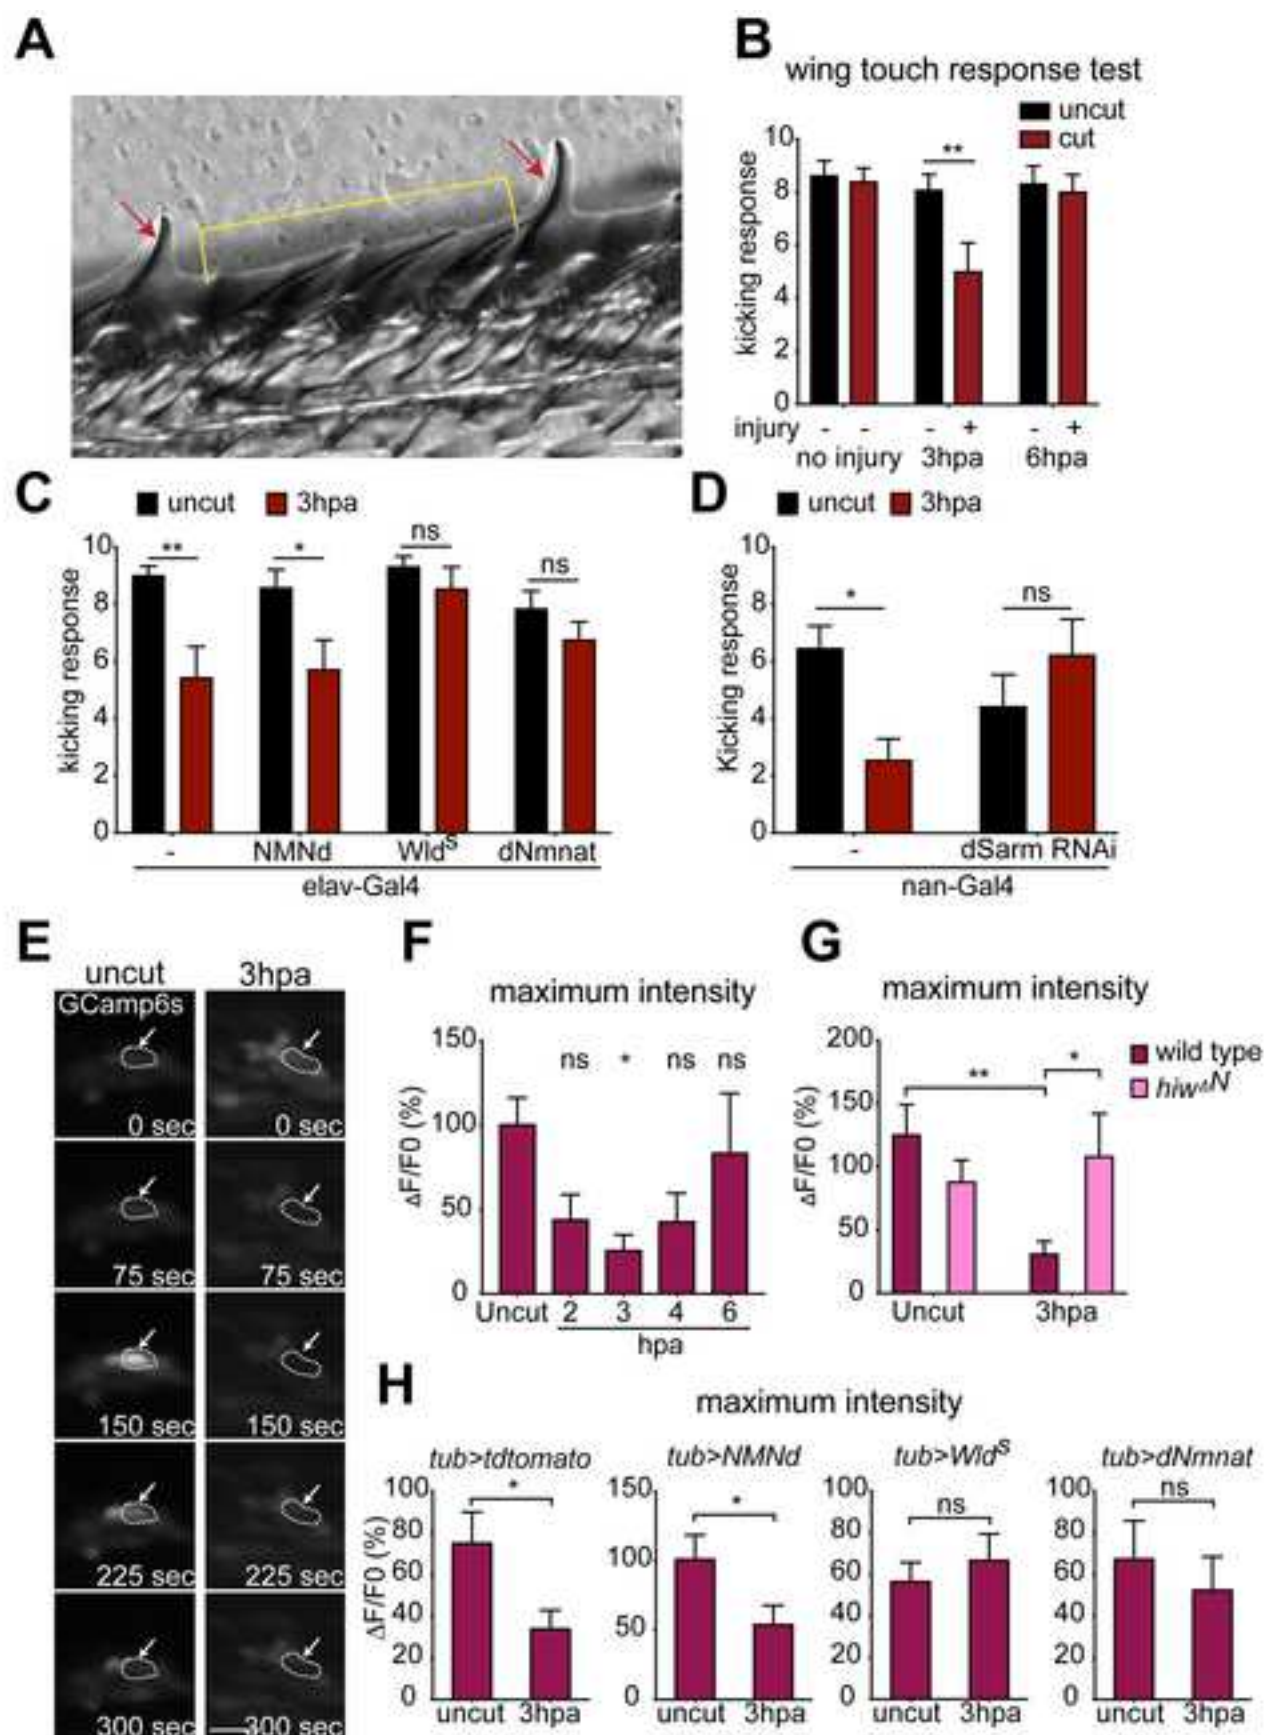 A
B
wing touch response test
uncut
cut
kicking response
10
8
6
4
2
0
**
injury - - - + - +
no injury 3hpa 6hpa
C
uncut 3hpa
kicking response
10
8
6
4
2
0
** * ns ns
- NMNd Wldˢ dNmnat
elav-Gal4
D
uncut 3hpa
Kicking response
10
8
6
4
2
0
* ns
- dSarm RNAi
nan-Gal4
E
uncut 3hpa
GCamp6s
0 sec 0 sec
75 sec 75 sec
150 sec 150 sec
225 sec 225 sec
300 sec 300 sec
F
maximum intensity
ΔF/F0 (%)
150
100
50
0
ns * ns ns
Uncut 2 3 4 6
hpa
G
maximum intensity
ΔF/F0 (%)
200
150
100
50
0
** *
wild type
hiwΔN
Uncut 3hpa
H
maximum intensity
tub>tdtomato tub>NMNd tub>Wldˢ tub>dNmnat
ΔF/F0 (%)
100
80
60
40
20
0
*
uncut 3hpa
150
100
50
0
*
uncut 3hpa
100
80
60
40
20
0
ns
uncut 3hpa
100
80
60
40
20
0
ns
uncut 3hpa